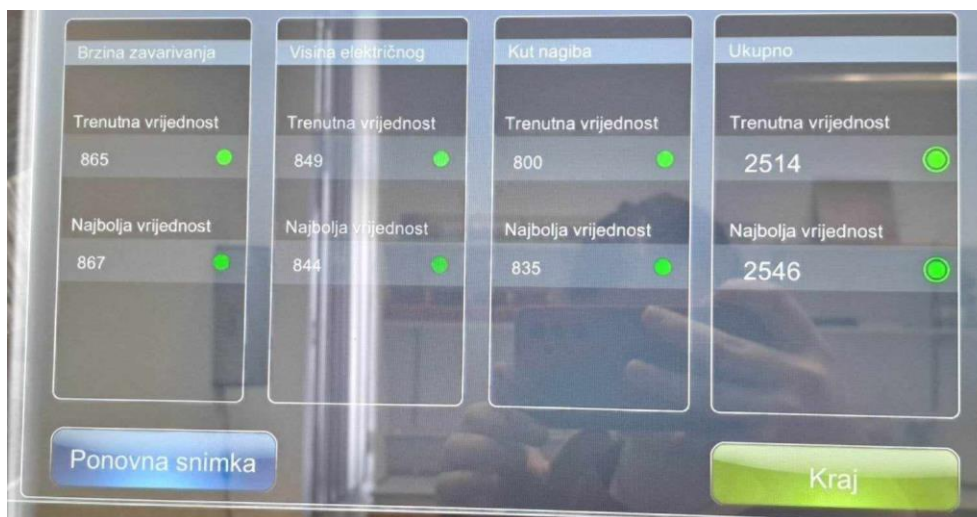 Brzina zavarivanja
Visina električnog
Kut nagiba
Ukupno
Trenutna vrijednost
Trenutna vrijednost
Trenutna vrijednost
Trenutna vrijednost
865
849
800
2514
Najbolja vrijednost
Najbolja vrijednost
Najbolja vrijednost
Najbolja vrijednost
867
844
835
2546
Ponovna snimka
Kraj